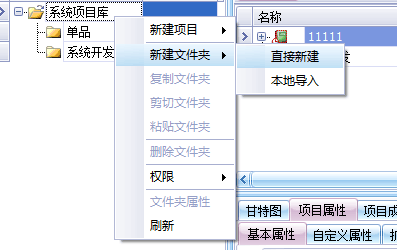 系统项目库
单品
系统开发
新建项目
新建文件夹
复制文件夹
剪切文件夹
粘贴文件夹
删除文件夹
权限
文件夹属性
刷新
直接新建
本地导入
名称
11111
发
甘特图 项目属性 项目成
基本属性 自定义属性 扩